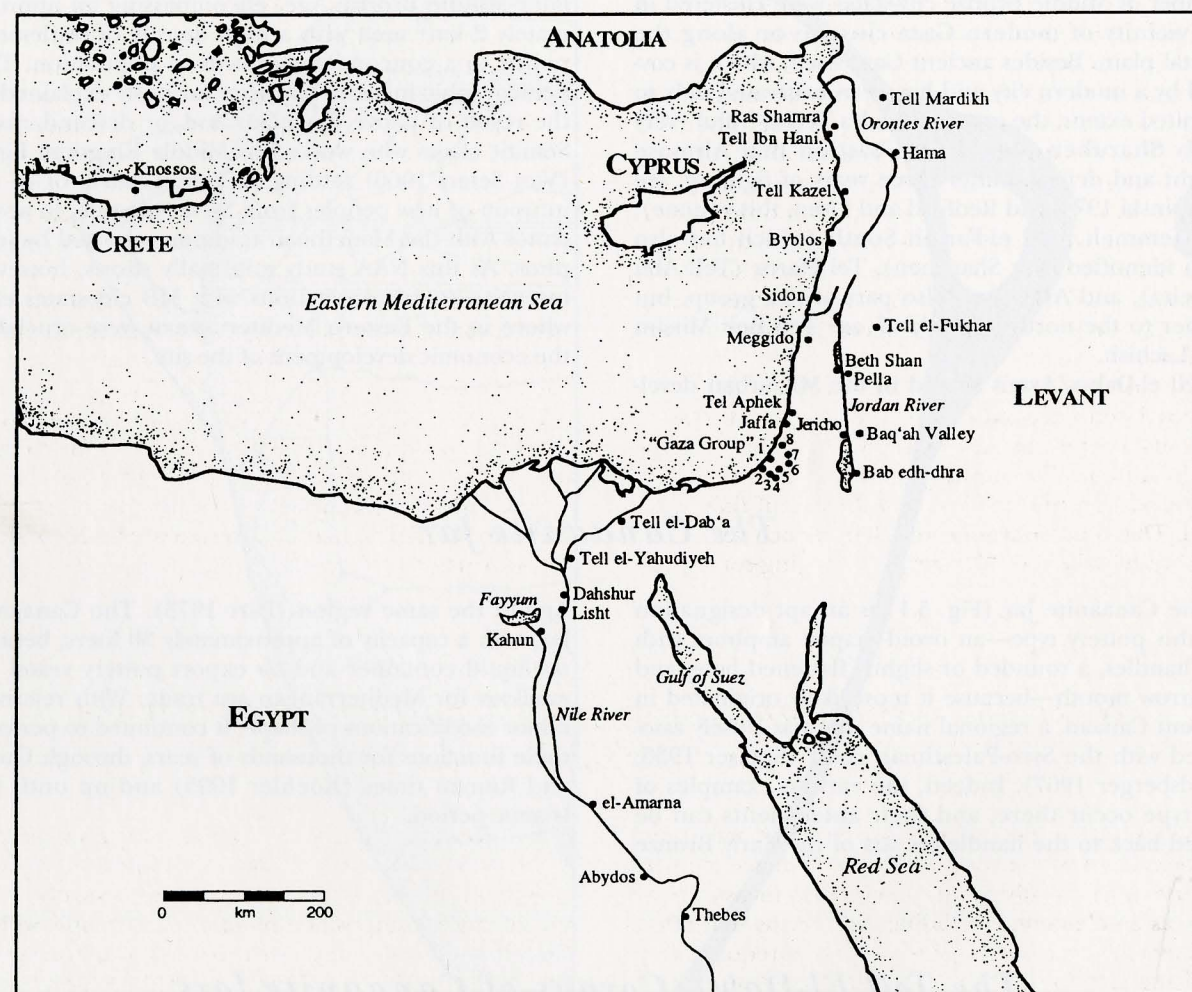 ANATOLIA
Tell Mardikh
Ras Shamra
Orontes River
Tell Ibn Hani
Hama
CYPRUS
Knossos
Tell Kazel
CRETE
Byblos
Eastern Mediterranean Sea
Sidon
Tell el-Fukhar
Meggido
Beth Shan
Pella
LEVANT
Tel Aphek
Jordan River
Jaffa
Jericho
"Gaza Group"
Baq'ah Valley
8
7
6
5
2 3 4
Bab edh-dhra
Tell el-Dab'a
Tell el-Yahudiyeh
Fayyum
Dahshur
Lisht
Kahun
Gulf of Suez
EGYPT
Nile River
el-Amarna
Red Sea
Abydos
0 km 200
Thebes